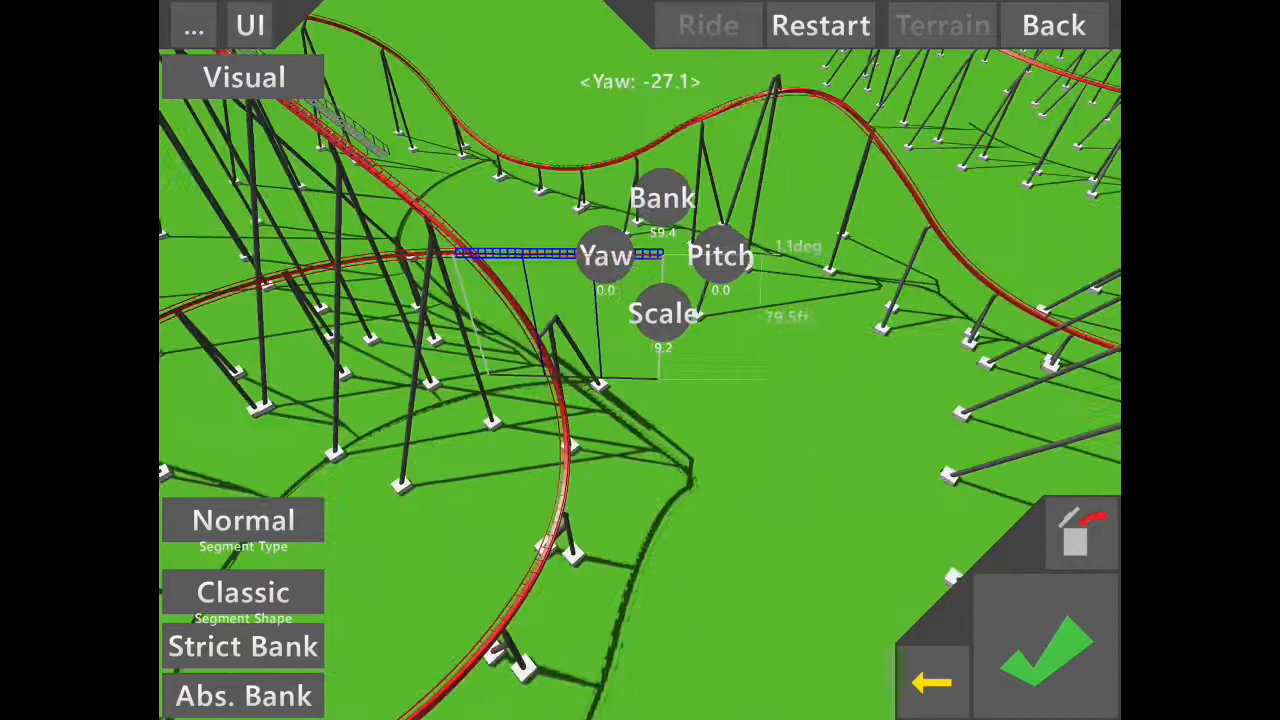 ...
UI
Ride
Restart
Terrain
Back
Visual
<Yaw: -27.1>
Bank
59.4
Yaw
0.0
Pitch
0.0
1.1deg
Scale
9.2
79.5ft
Normal
Segment Type
Classic
Segment Shape
Strict Bank
Abs. Bank